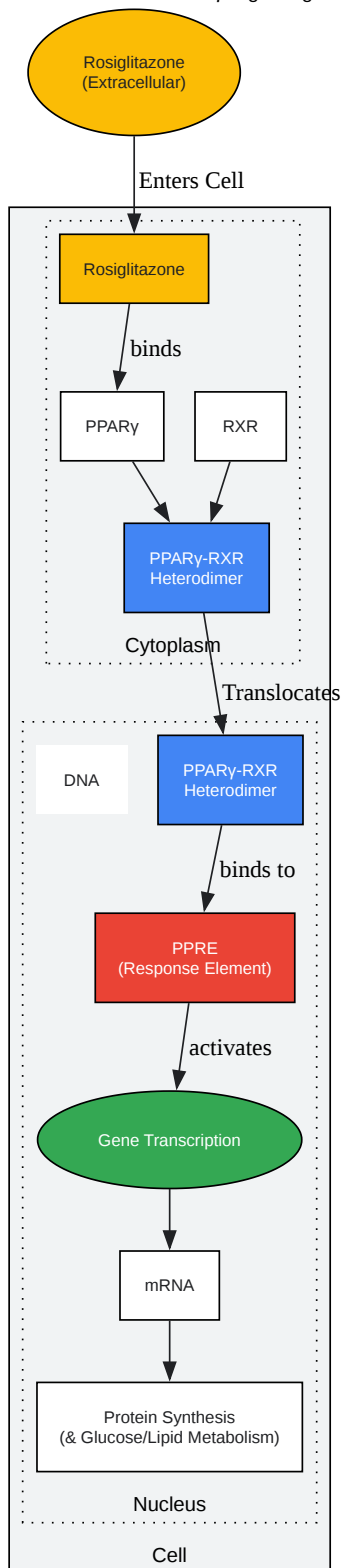 Rosiglitazone
(Extracellular)
Enters Cell
Rosiglitazone
binds
PPARγ
RXR
PPARγ-RXR
Heterodimer
Cytoplasm
Translocates
DNA
PPARγ-RXR
Heterodimer
binds to
PPRE
(Response Element)
activates
Gene Transcription
mRNA
Protein Synthesis
(& Glucose/Lipid Metabolism)
Nucleus
Cell